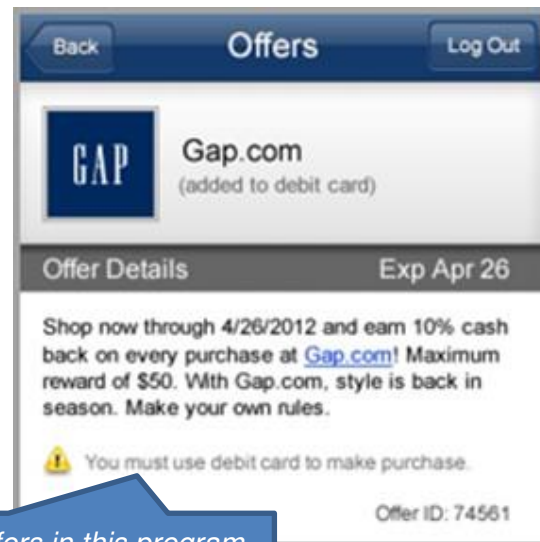 Back
Offers
Log Out
GAP
Gap.com
(added to debit card)
Offer Details
Exp Apr 26
Shop now through 4/26/2012 and earn 10% cash
back on every purchase at Gap.com! Maximum
reward of $50. With Gap.com, style is back in
season. Make your own rules.
You must use debit card to make purchase.
Offer ID: 74561
in this program